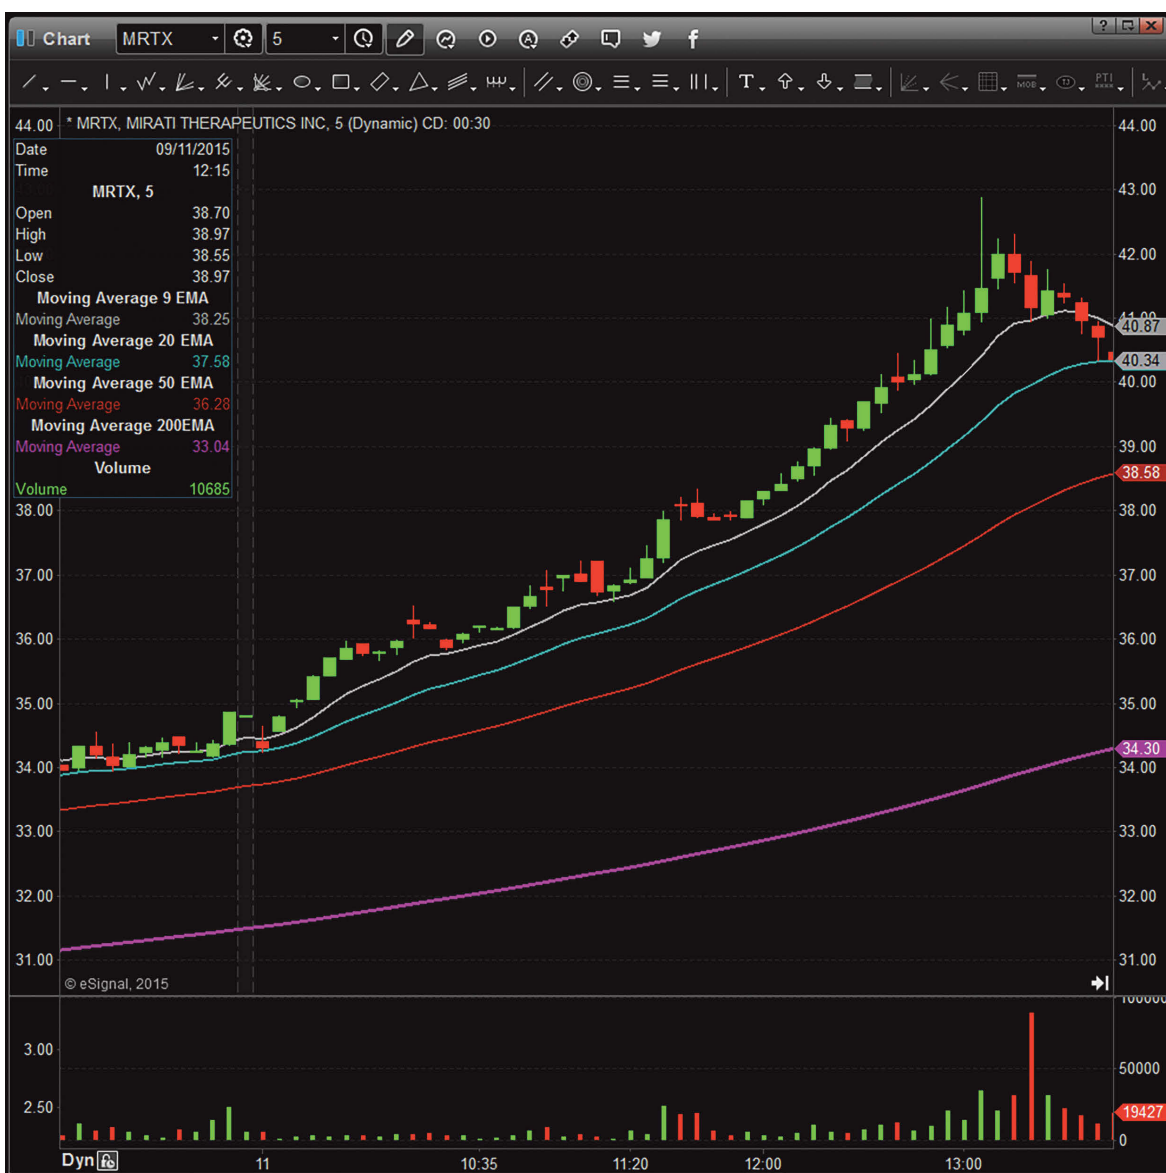 Chart MRTX 5 A ?
T MOB PTI
* MRTX, MIRATI THERAPEUTICS INC, 5 (Dynamic) CD: 00:30
44.00 44.00
Date 09/11/2015
Time 12:15
MRTX, 5
43.00
Open 38.70
High 38.97
Low 38.55
42.00
Close 38.97
Moving Average 9 EMA
Moving Average 38.25
41.00
40.87
Moving Average 20 EMA
Moving Average 37.58
40.34
Moving Average 50 EMA
40.00
Moving Average 36.28
Moving Average 200EMA
Moving Average 33.04
39.00
Volume
38.58
Volume 10685
38.00 38.00
37.00 37.00
36.00 36.00
35.00 35.00
34.30
34.00 34.00
33.00 33.00
32.00 32.00
31.00 31.00
© eSignal, 2015
100000
3.00
50000
2.50
19427
0
Dyn 11 10:35 11:20 12:00 13:00